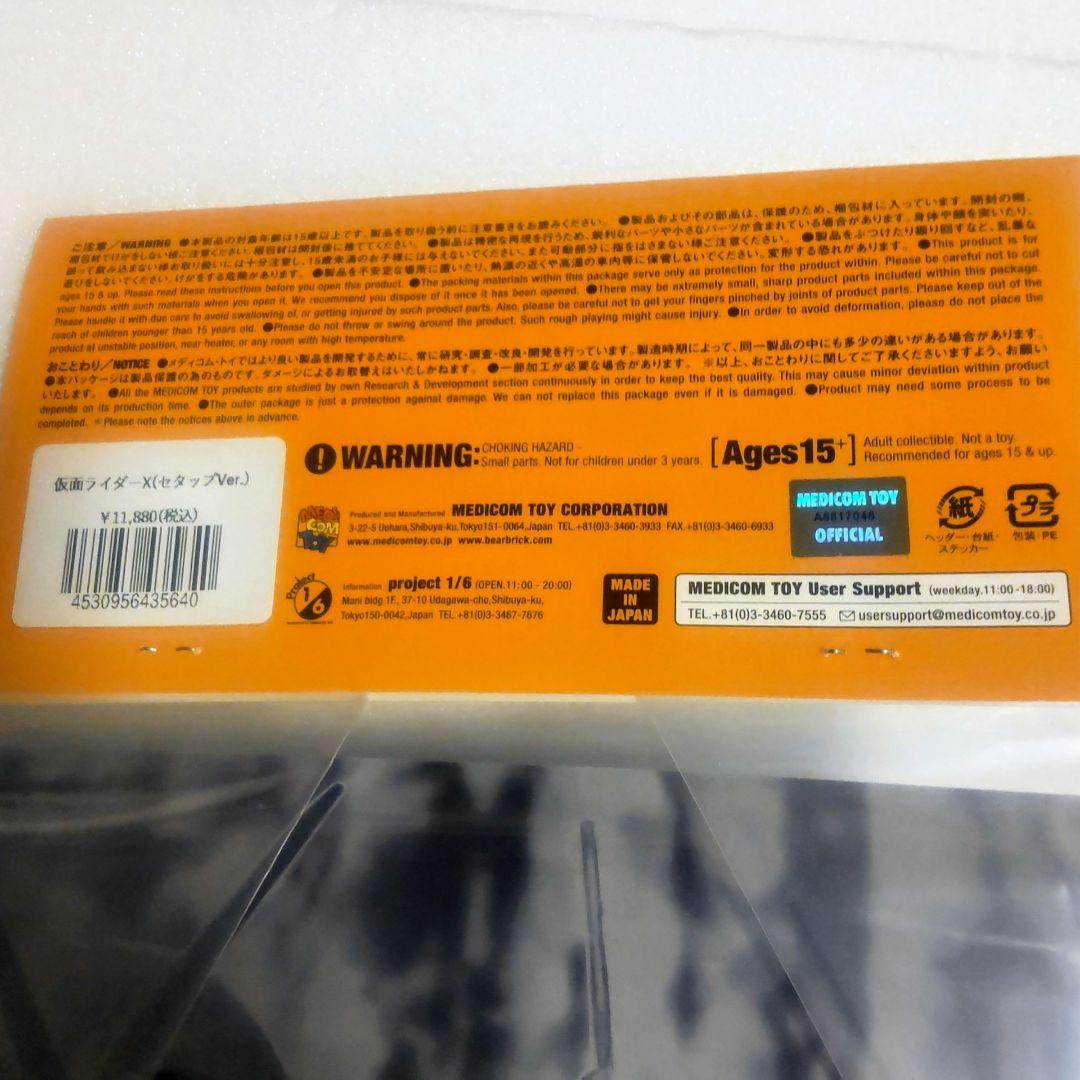 ご注意／WARNING ●本製品の対象年齢は15歳以上です。製品を取り扱う前に注意書きをお読みください。 ●製品およびその部品は、保護のため、梱包材に入っています。開封の際、
梱包材でけがをしない様ご注意ください。梱包材は開封後に捨ててください。 ●製品は精密な再現を行うため、鋭利なパーツや小さなパーツが含まれている場合があります。身体や顔を突いたり、
誤って飲み込まない様お取り扱いには十分注意し、15歳未満のお子様には与えないでください。また可動部分に指をはさまない様ご注意ください。 ●製品をぶつけたり振り回すなど、乱暴な
遊びをしないでください。けがをする危険があります。 ●製品を不安定な場所に置いたり、熱源の近くや高温の車内等に保管しないでください。変形する恐れがあります。 ●This product is for
ages 15 & up. Please read these instructions before you open this product. ●The packing materials within this package serve only as protection for the product within. Please be careful not to cut
your hands with such materials when you open it. We recommend you dispose of it once it has been opened. ●There may be extremely small, sharp product parts included within this package.
Please handle it with due care to avoid swallowing of, or getting injured by such product parts. Also, please be careful not to get your fingers pinched by joints of product parts. Please keep out of the
reach of children younger than 15 years old. ●Please do not throw or swing around the product. Such rough playing might cause injury. ●In order to avoid deformation, please do not place the
product at unstable position, near heater, or any room with high temperature.
おことわり／NOTICE ●メディコム・トイではより良い製品を開発するために、常に研究・調査・改良・開発を行っています。製造時期によって、同一製品の中にも多少の違いがある場合があります。
●本パッケージは製品保護の為のものです。ダメージによるお取替えはいたしかねます。 ●一部加工が必要な場合があります。 ※以上、おことわりに関してご了承くださいますよう、お願い
いたします。 ●All the MEDICOM TOY products are studied by own Research & Development section continuously in order to keep the best quality. This may cause minor deviation within product
depends on its production time. ●The outer package is just a protection against damage. We can not replace this package even if it is damaged. ●Product may need some process to be
completed. ＊Please note the notices above in advance.
仮面ライダーX(セタップVer.)
￥11,880(税込)
4530956435640
WARNING: CHOKING HAZARD -
Small parts. Not for children under 3 years.
[Ages15+] Adult collectible. Not a toy.
Recommended for ages 15 & up.
MEDICOM TOY
Produced and Manufactured MEDICOM TOY CORPORATION
3-22-5 Uehara,Shibuya-ku,Tokyo151-0064,Japan TEL.+81(0)3-3460-3933 FAX.+81(0)3-3460-6933
www.medicomtoy.co.jp www.bearbrick.com
MEDICOM TOY
A8817048
OFFICIAL
紙
ヘッダー・台紙・
ステッカー
プラ
包装:PE
Project 1/6
Information project 1/6 (OPEN.11:00 - 20:00)
Mani bldg.1F., 37-10 Udagawa-cho,Shibuya-ku,
Tokyo150-0042,Japan TEL.+81(0)3-3467-7676
MADE
IN
JAPAN
MEDICOM TOY User Support (weekday,11:00-18:00)
TEL.+81(0)3-3460-7555 usersupport@medicomtoy.co.jp